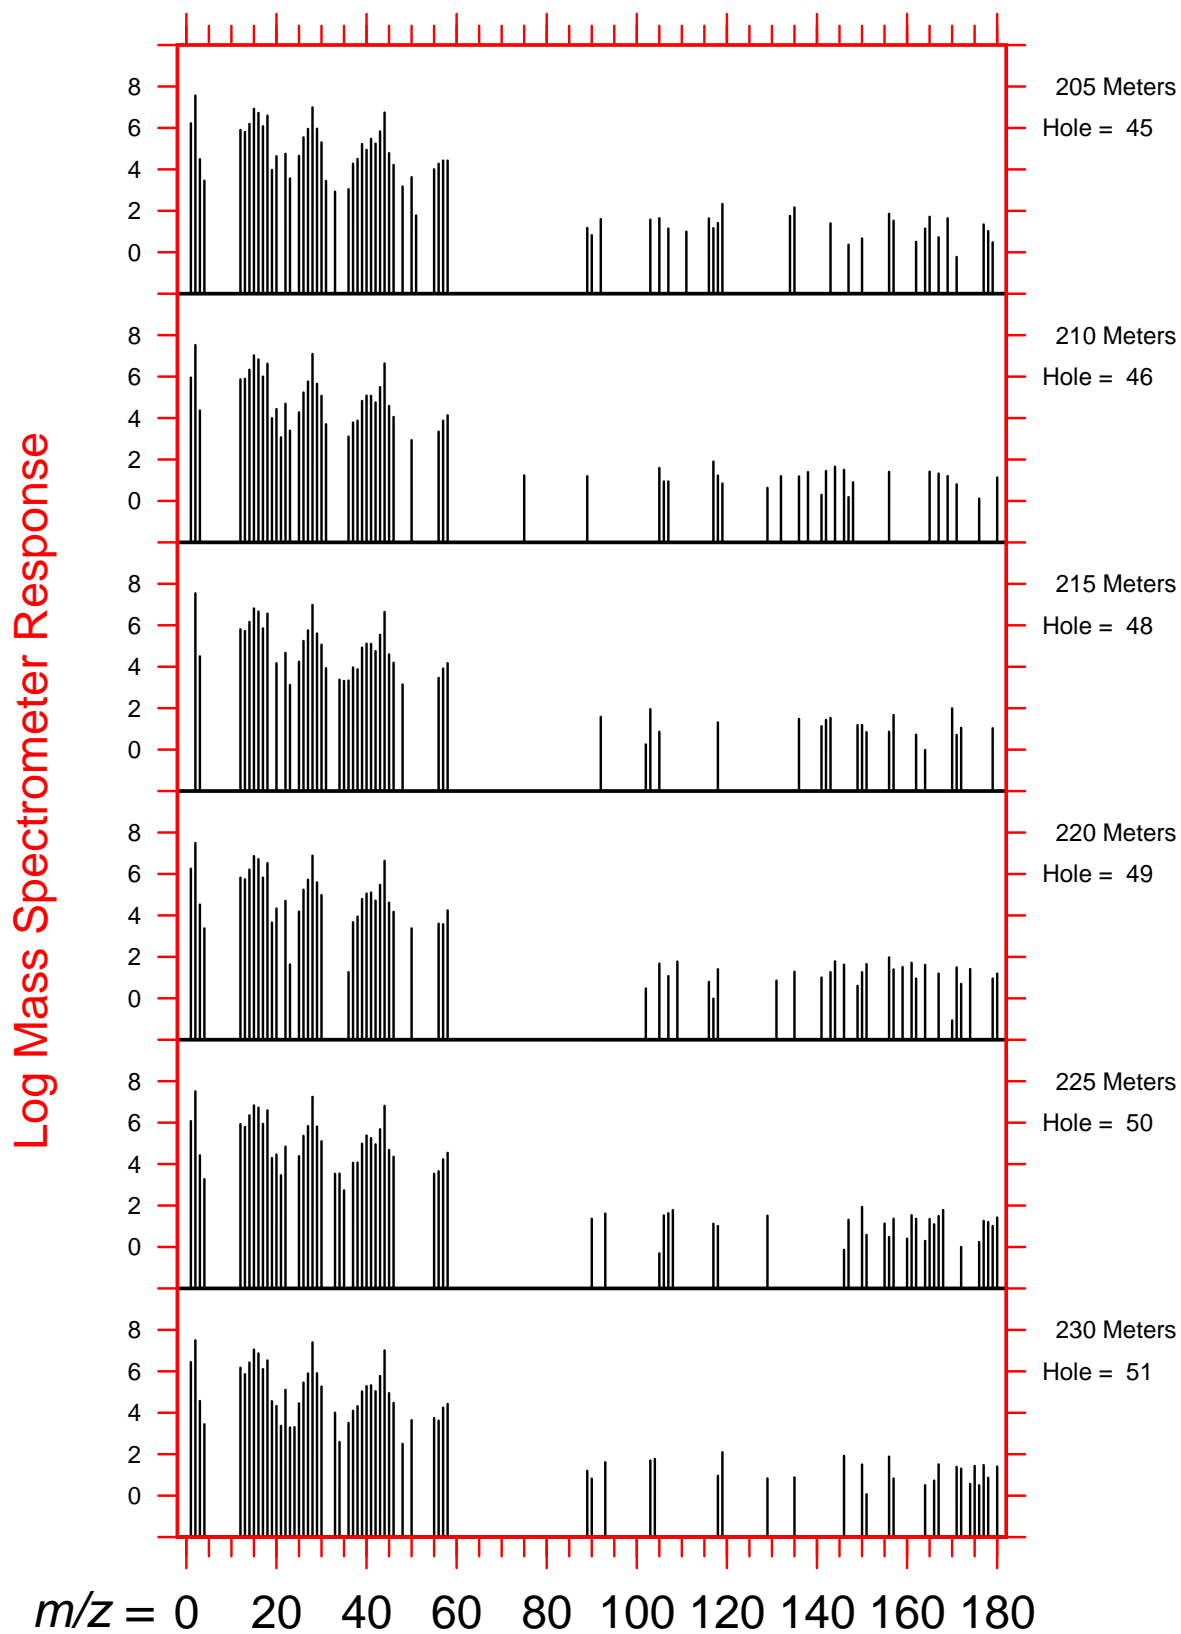 8 205 Meters
6 Hole = 45
4
2
0
8 210 Meters
6 Hole = 46
4
2
0
8 215 Meters
6 Hole = 48
4
2
0
8 220 Meters
6 Hole = 49
4
2
0
8 225 Meters
6 Hole = 50
4
2
0
8 230 Meters
6 Hole = 51
4
2
0
Log Mass Spectrometer Response
m/z = 0 20 40 60 80 100 120 140 160 180